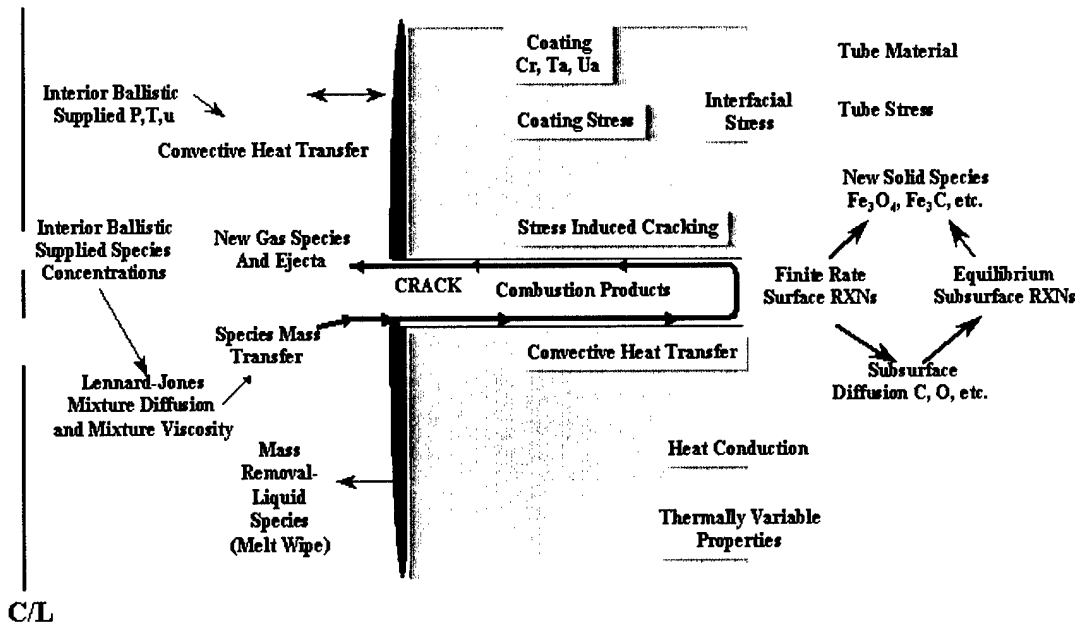 Coating
Cr, Ta, Ua
Tube Material
Interior Ballistic
Supplied P,T,u
Interfacial
Stress
Tube Stress
Coating Stress
Convective Heat Transfer
New Solid Species
Fe₃O₄, Fe₃C, etc.
Interior Ballistic
Supplied Species
Concentrations
New Gas Species
And Ejecta
Stress Induced Cracking
CRACK
Combustion Products
Finite Rate
Surface RXNs
Equilibrium
Subsurface RXNs
Species Mass
Transfer
Convective Heat Transfer
Subsurface
Diffusion C, O, etc.
Lennard-Jones
Mixture Diffusion
and Mixture Viscosity
Mass
Removal-
Liquid
Species
(Melt Wipe)
Heat Conduction
Thermally Variable
Properties
C/L